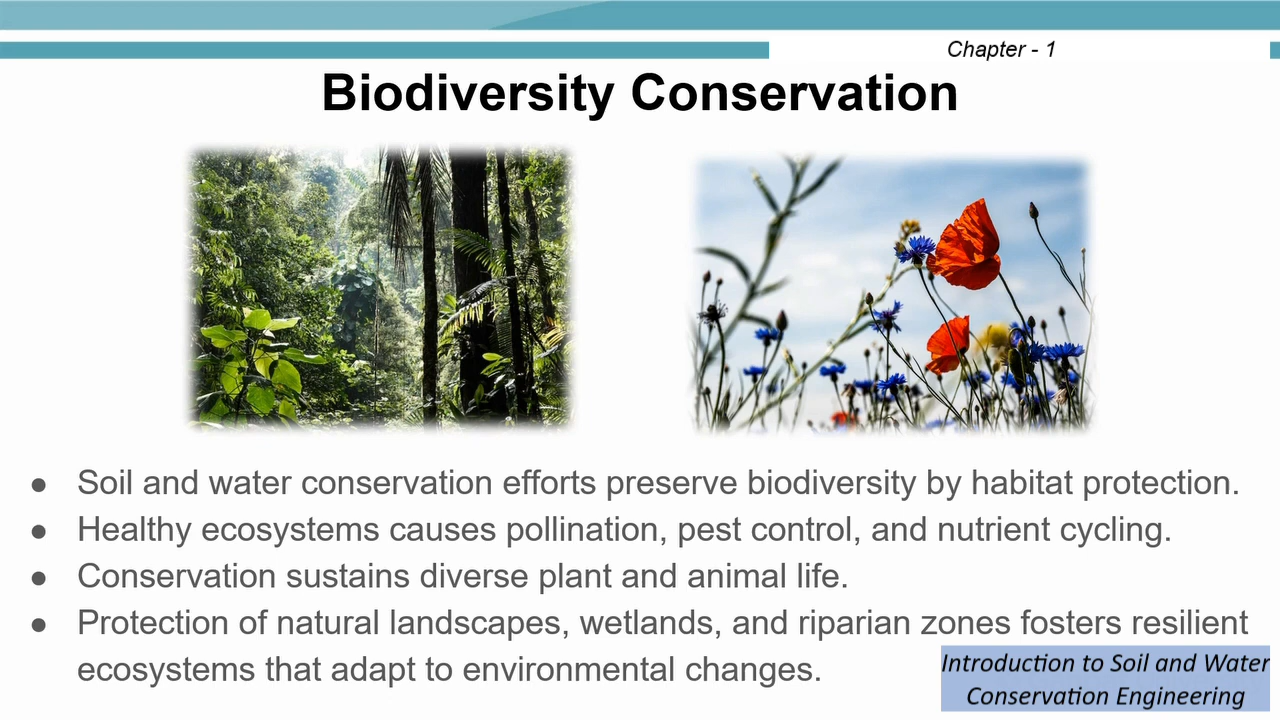 Chapter - 1
Biodiversity Conservation
● Soil and water conservation efforts preserve biodiversity by habitat protection.
● Healthy ecosystems causes pollination, pest control, and nutrient cycling.
● Conservation sustains diverse plant and animal life.
● Protection of natural landscapes, wetlands, and riparian zones fosters resilient
ecosystems that adapt to environmental changes.
Introduction to Soil and Water
Conservation Engineering